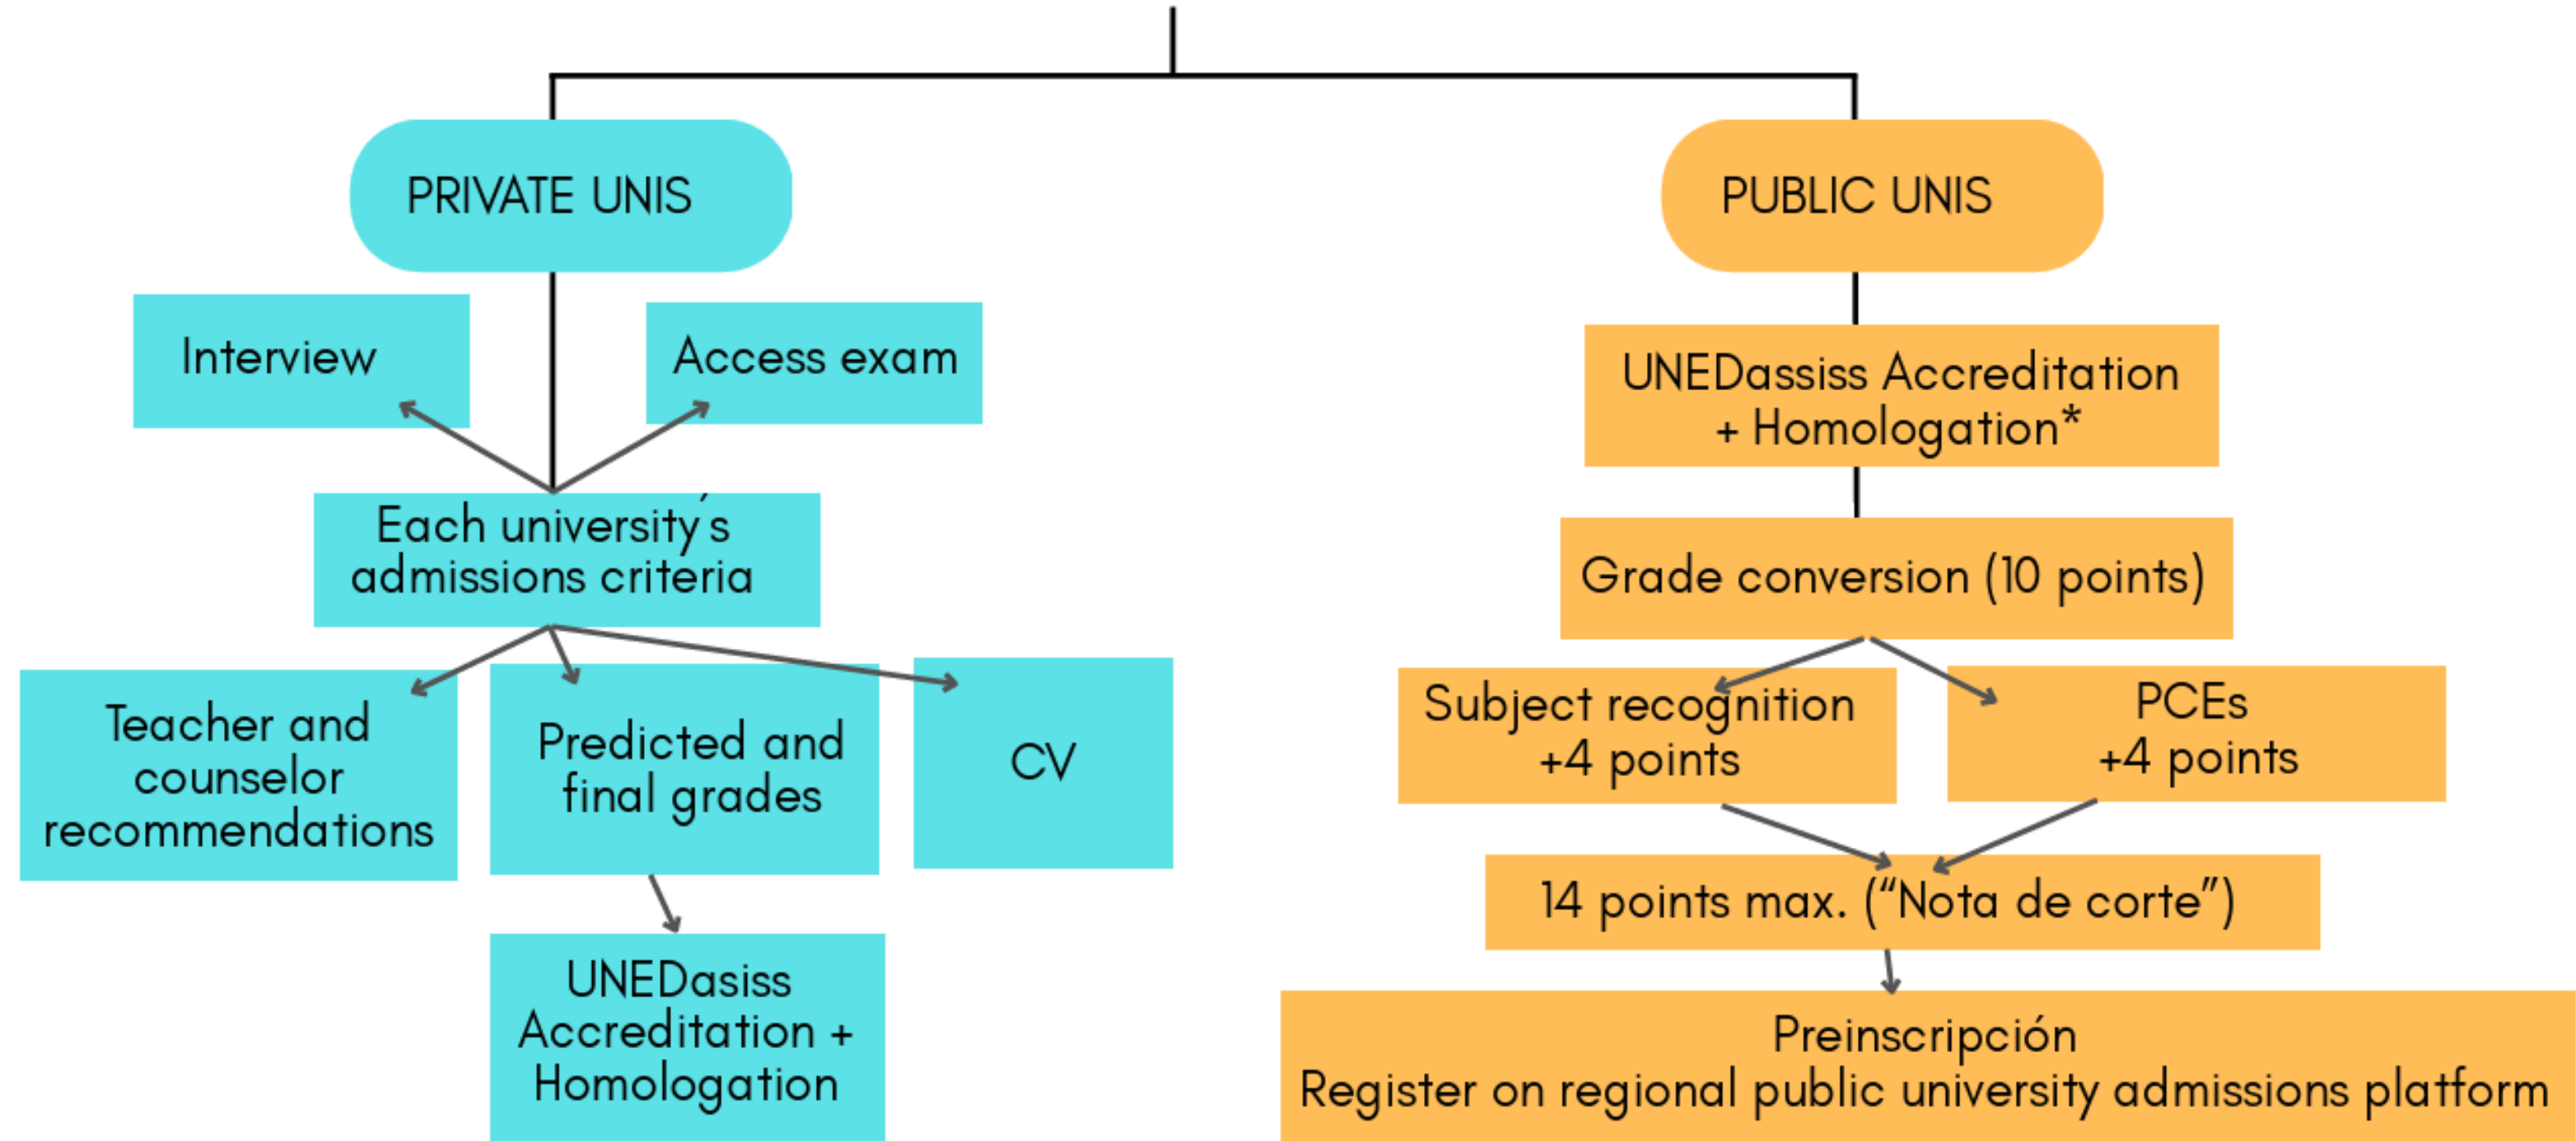 PRIVATE UNIS
Interview
Access exam
Each university´s
admissions criteria
Teacher and
counselor
recommendations
Predicted and
final grades
CV
UNEDasiss
Accreditation +
Homologation
PUBLIC UNIS
UNEDassiss Accreditation
+ Homologation*
Grade conversion (10 points)
Subject recognition
+4 points
PCEs
+4 points
14 points max. (“Nota de corte”)
Preinscripción
Register on regional public university admissions platform